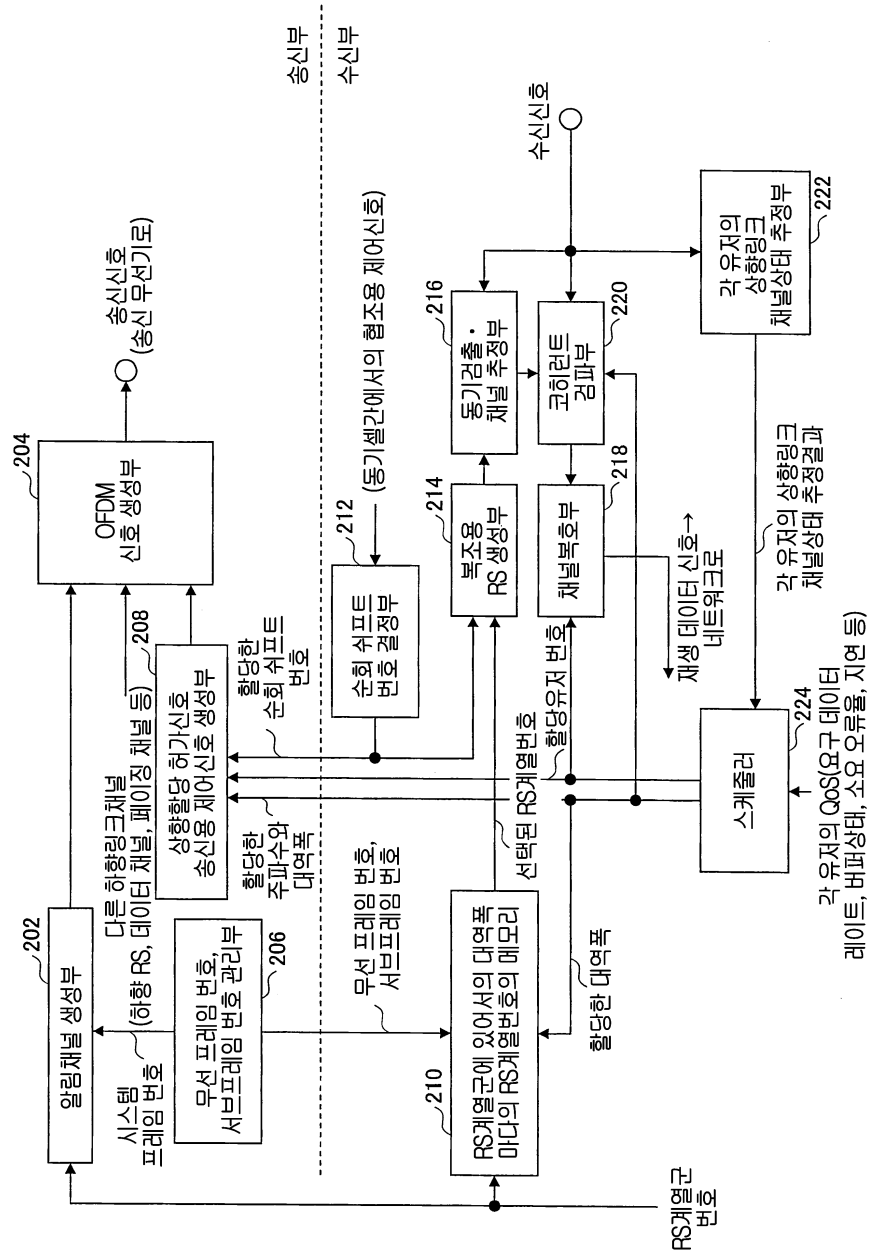 송신부
수신부
송신신호
(송신 무선기로)
204
OFDM
신호 생성부
208
상향할당 허가신호
송신용 제어신호 생성부
다른 하향링크채널
(하향 RS, 데이터 채널, 페이징 채널 등)
202
알림채널 생성부
시스템
프레임 번호
206
무선 프레임 번호,
서브프레임 번호 관리부
할당한
순회 쉬프트
번호
할당한
주파수와
대역폭
무선 프레임 번호,
서브프레임 번호
212
순회 쉬프트
번호 결정부
(동기셀간에서의 협조용 제어신호)
수신신호
216
동기검출·
채널 추정부
214
복조용
RS 생성부
220
코히런트
검파부
218
채널복호부
재생 데이터 신호→
네트워크로
222
각 유저의
상향링크
채널상태 추정부
각 유저의 상향링크
채널상태 추정결과
224
스케줄러
각 유저의 QoS(요구 데이터
레이트, 버퍼상태, 소요 오류율, 지연 등)
할당유저 번호
선택된 RS계열번호
할당한 대역폭
210
RS계열군에 있어서의 대역폭
마다의 RS계열번호의 메모리
RS계열군
번호